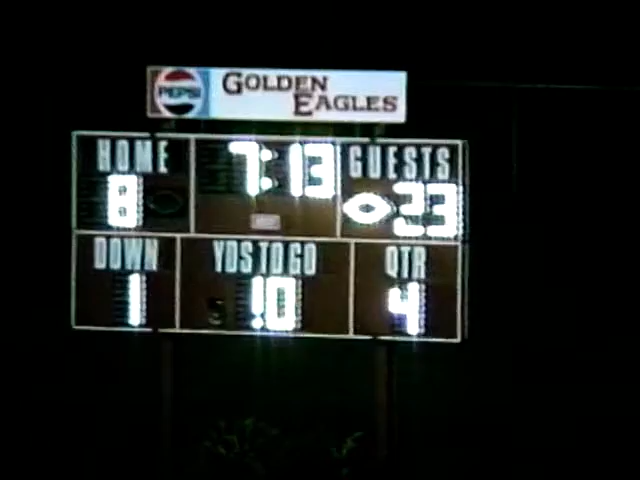 PEPSI
GOLDEN
EAGLES
HOME
7:13
GUESTS
8
23
DOWN
YDS TO GO
QTR
1
10
4